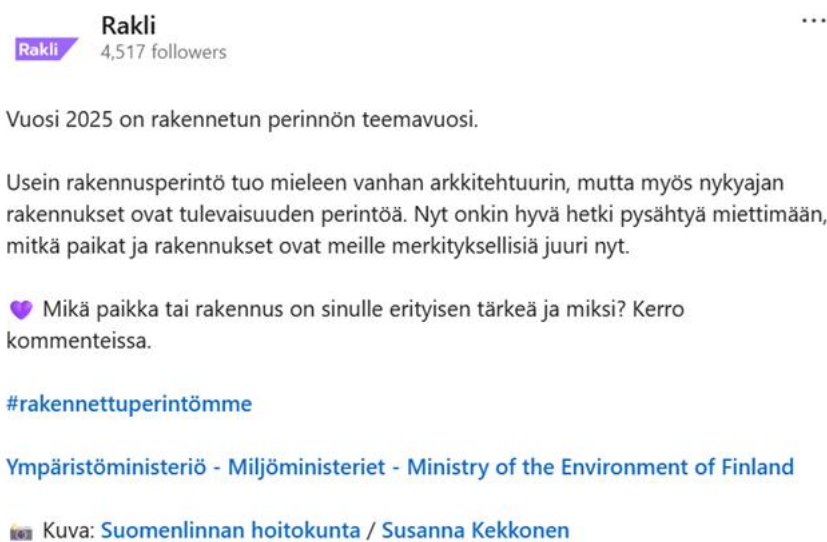 Rakli
Rakli
4,517 followers
...
Vuosi 2025 on rakennetun perinnön teemavuosi.
Usein rakennusperintö tuo mieleen vanhan arkkitehtuurin, mutta myös nykyajan
rakennukset ovat tulevaisuuden perintöä. Nyt onkin hyvä hetki pysähtyä miettimään,
mitkä paikat ja rakennukset ovat meille merkityksellisiä juuri nyt.
💜 Mikä paikka tai rakennus on sinulle erityisen tärkeä ja miksi? Kerro
kommenteissa.
#rakennettuperintömme
Ympäristöministeriö - Miljöministeriet - Ministry of the Environment of Finland
📸 Kuva: Suomenlinnan hoitokunta / Susanna Kekkonen